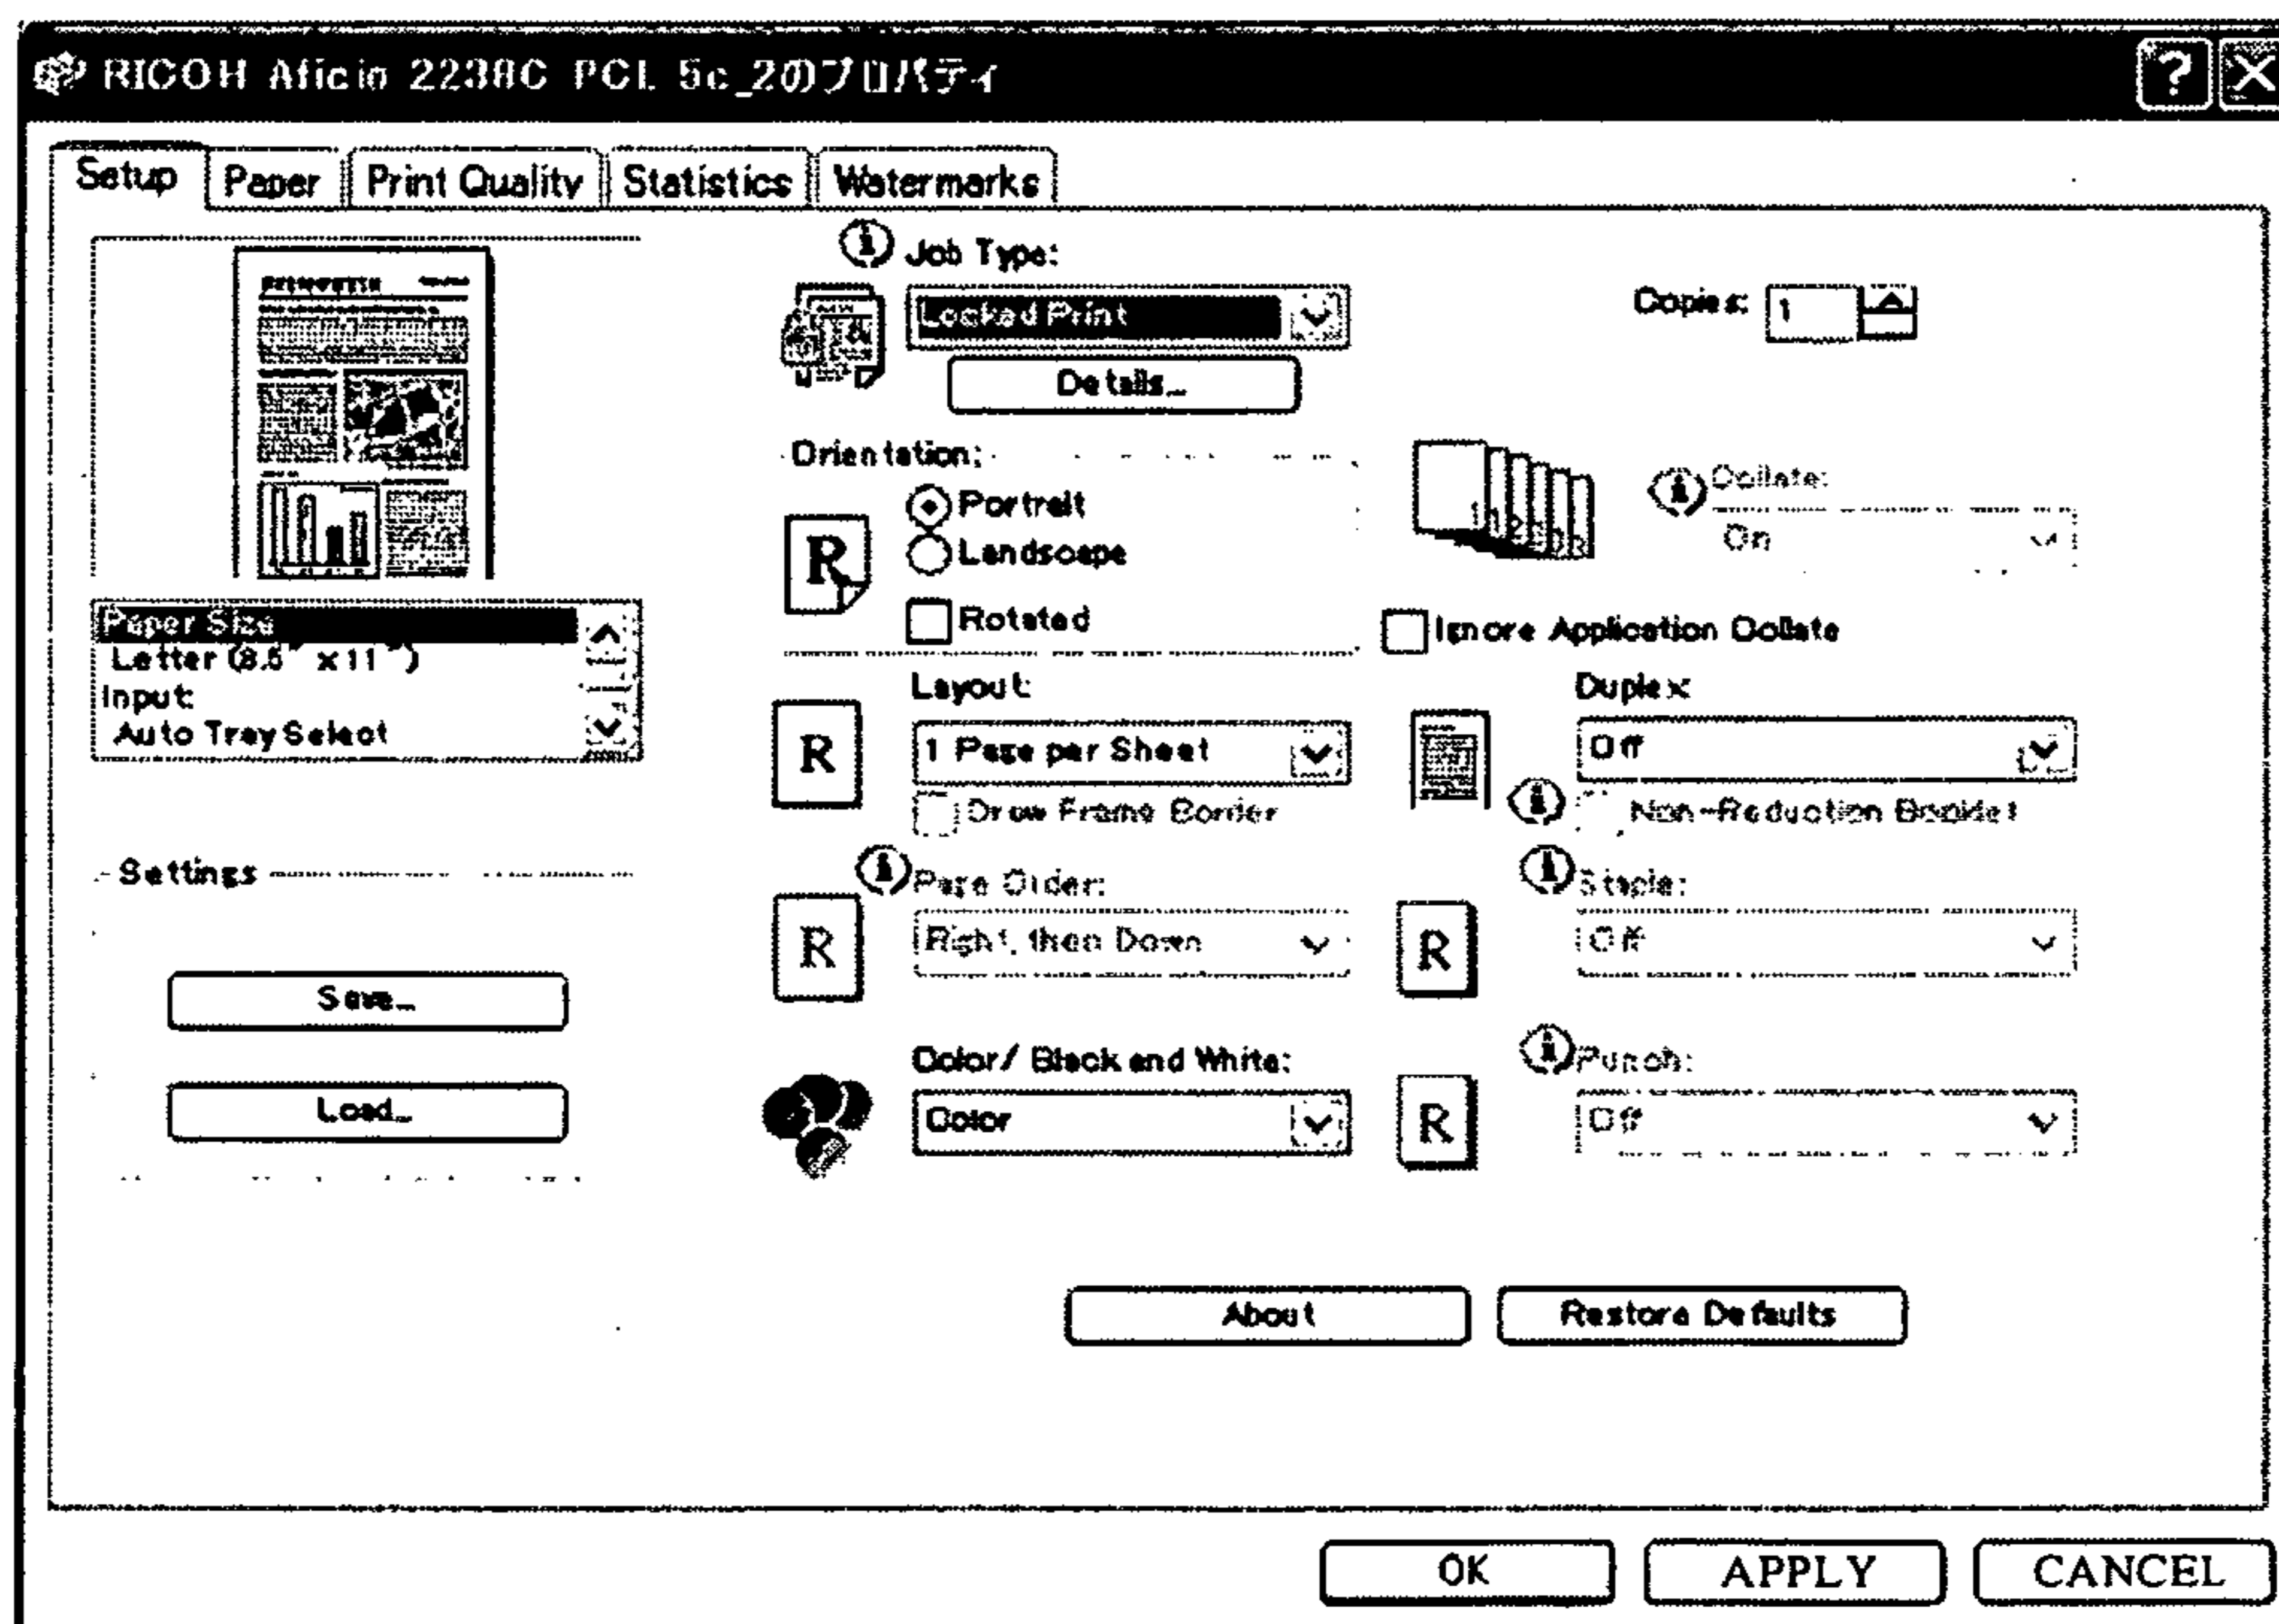 RICOH Aficio 2238C PCL 5c_2のプロパティ
Setup Paper Print Quality Statistics Watermarks
Job Type:
Locked Print
Copies: 1
Details...
Orientation:
Portrait
Landscape
Rotated
Collate:
On
Ignore Application Collate
Paper Size
Letter (8.5" x 11")
Input:
Auto Tray Select
Layout:
1 Page per Sheet
Draw Frame Border
Duplex:
Off
Non-Reduction Booklet
Settings
Save...
Load...
Page Order:
Right, then Down
Staple:
Off
Color/ Black and White:
Color
Punch:
Off
About
Restore Defaults
OK
APPLY
CANCEL